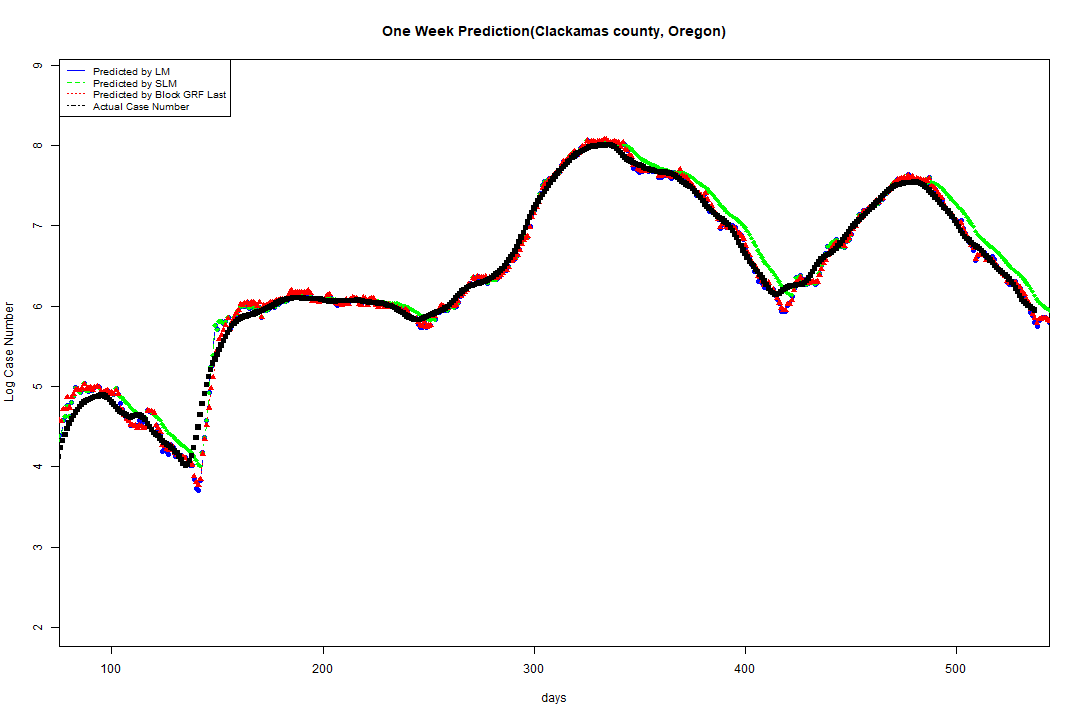 One Week Prediction(Clackamas county, Oregon)
Predicted by LM
Predicted by SLM
Predicted by Block GRF Last
Actual Case Number
9
8
7
6
5
4
3
2
Log Case Number
100 200 300 400 500
days